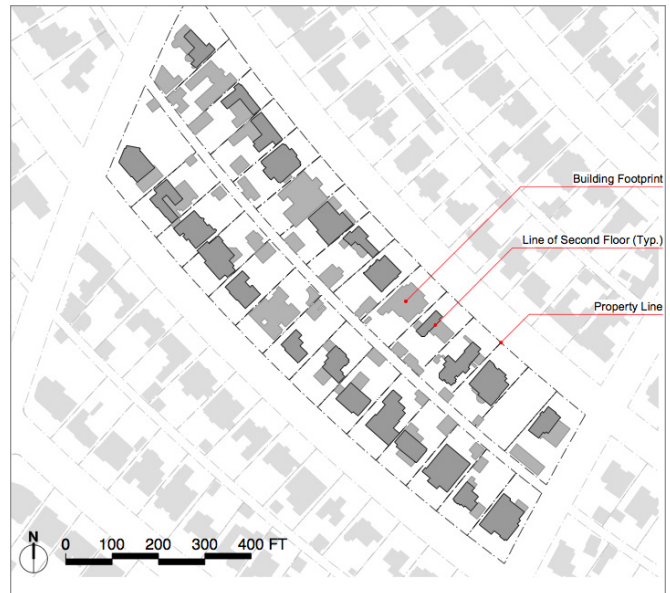 Building Footprint
Line of Second Floor (Typ.)
Property Line
N
0 100 200 300 400 FT